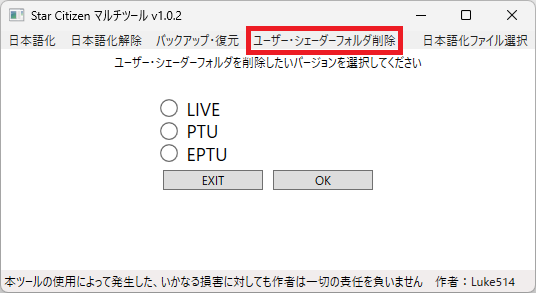 Star Citizen マルチツール v1.0.2
日本語化 日本語化解除 バックアップ・復元 ユーザー・シェーダーフォルダ削除 日本語化ファイル選択
ユーザー・シェーダーフォルダを削除したいバージョンを選択してください
LIVE
PTU
EPTU
EXIT OK
本ツールの使用によって発生した、いかなる損害に対しても作者は一切の責任を負いません 作者：Luke514